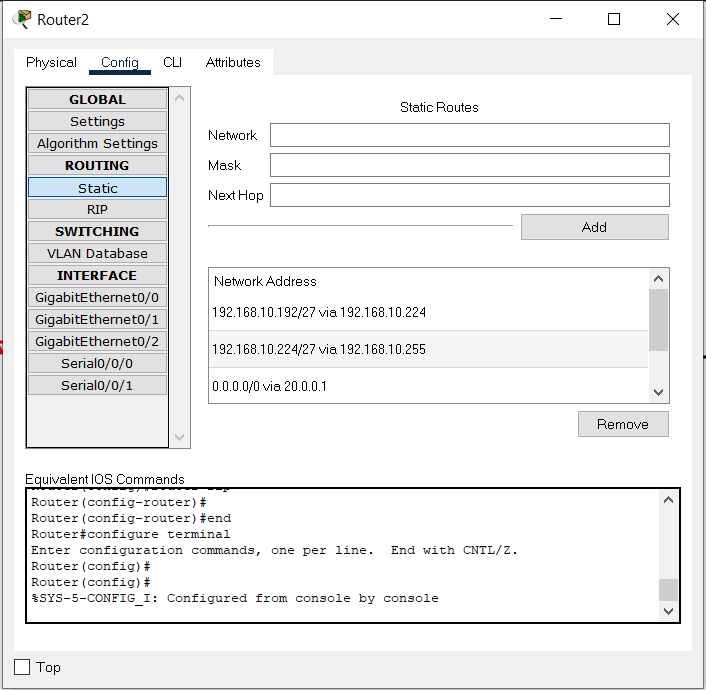 Router2
Physical Config CLI Attributes
GLOBAL
Settings
Algorithm Settings
ROUTING
Static
RIP
SWITCHING
VLAN Database
INTERFACE
GigabitEthernet0/0
GigabitEthernet0/1
GigabitEthernet0/2
Serial0/0/0
Serial0/0/1
Static Routes
Network
Mask
Next Hop
Add
Network Address
192.168.10.192/27 via 192.168.10.224
192.168.10.224/27 via 192.168.10.255
0.0.0.0/0 via 20.0.0.1
Remove
Equivalent IOS Commands
Router(config-router)#
Router(config-router)#end
Router#configure terminal
Enter configuration commands, one per line.  End with CNTL/Z.
Router(config)#
Router(config)#
%SYS-5-CONFIG_I: Configured from console by console
Top